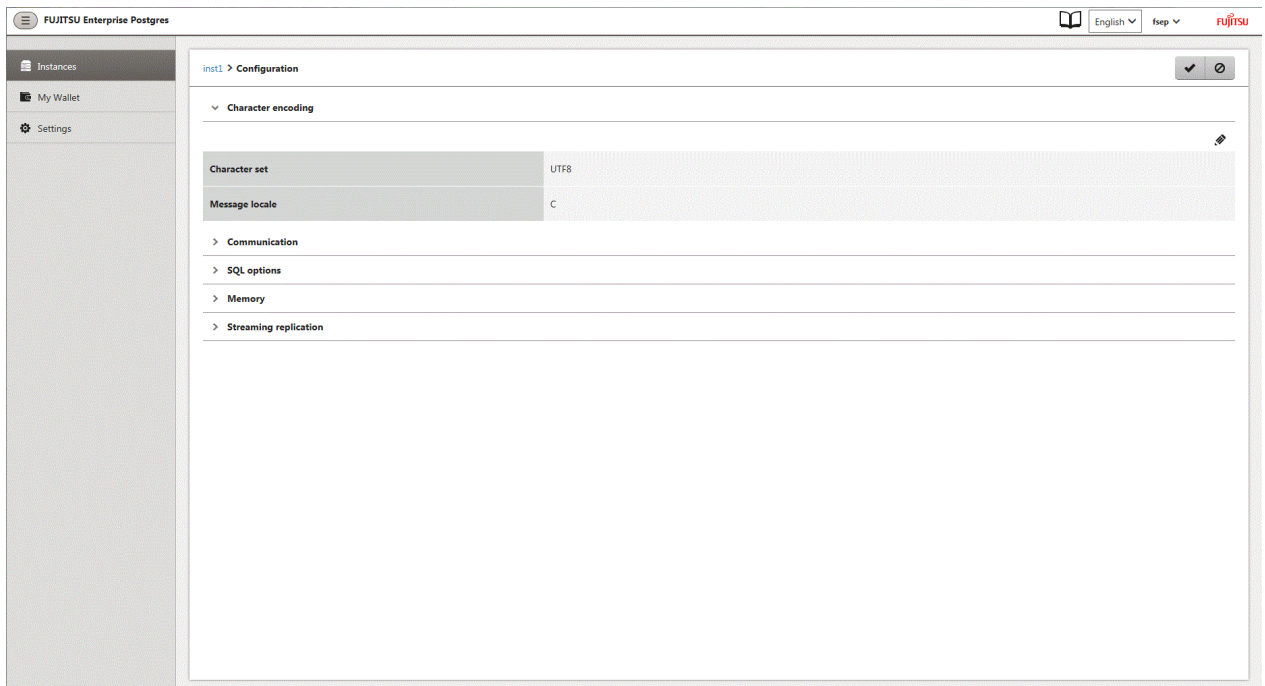 FUJITSU Enterprise Postgres
English
fsep
FUJITSU
Instances
My Wallet
Settings
inst1 > Configuration
Character encoding
Character set UTF8
Message locale C
Communication
SQL options
Memory
Streaming replication